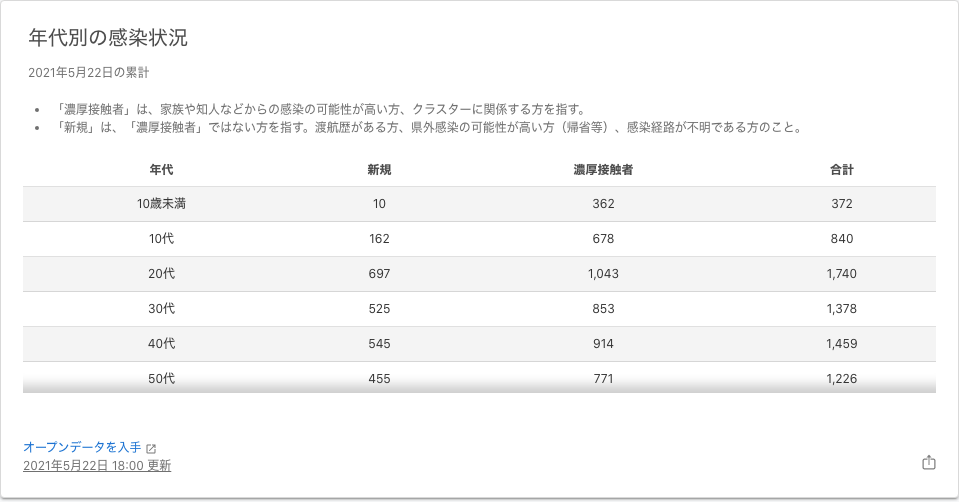 年代別の感染状況
2021年5月22日の累計
• 「濃厚接触者」は、家族や知人などからの感染の可能性が高い方、クラスターに関係する方を指す。
• 「新規」は、「濃厚接触者」ではない方を指す。渡航歴がある方、県外感染の可能性が高い方（帰省等）、感染経路が不明である方のこと。
年代 新規 濃厚接触者 合計
10歳未満 10 362 372
10代 162 678 840
20代 697 1,043 1,740
30代 525 853 1,378
40代 545 914 1,459
50代 455 771 1,226
オープンデータを入手
2021年5月22日 18:00 更新